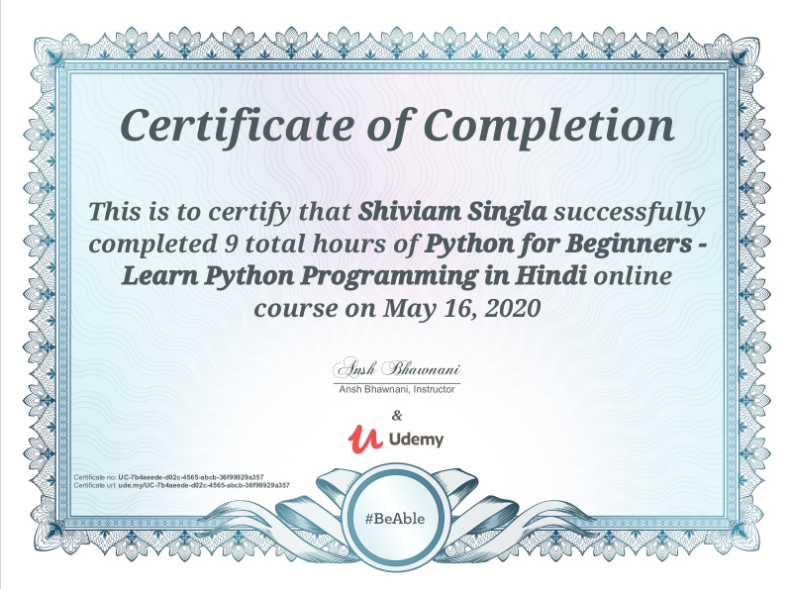 Certificate of Completion
This is to certify that Shiviam Singla successfully
completed 9 total hours of Python for Beginners -
Learn Python Programming in Hindi online
course on May 16, 2020
Ansh Bhawnani
Ansh Bhawnani, Instructor
&
Udemy
Certificate no: UC-7b4aeede-d02c-4565-abcb-36f99929a357
Certificate url: ude.my/UC-7b4aeede-d02c-4565-abcb-36f99929a357
#BeAble